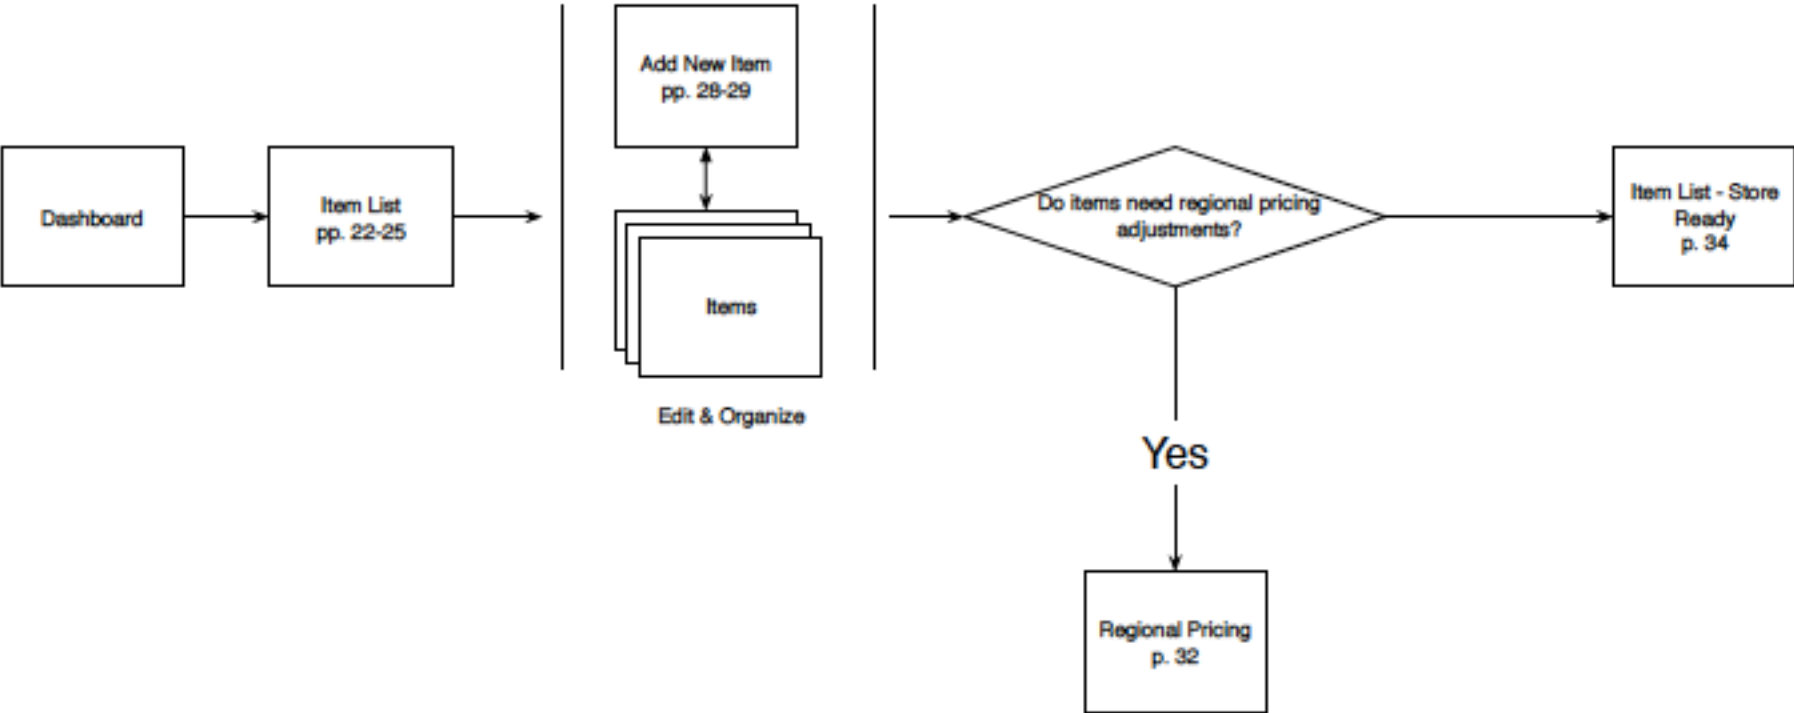 Dashboard
Item List
pp. 22-25
Add New Item
pp. 28-29
Items
Edit & Organize
Do items need regional pricing
adjustments?
Yes
Regional Pricing
p. 32
Item List - Store
Ready
p. 34